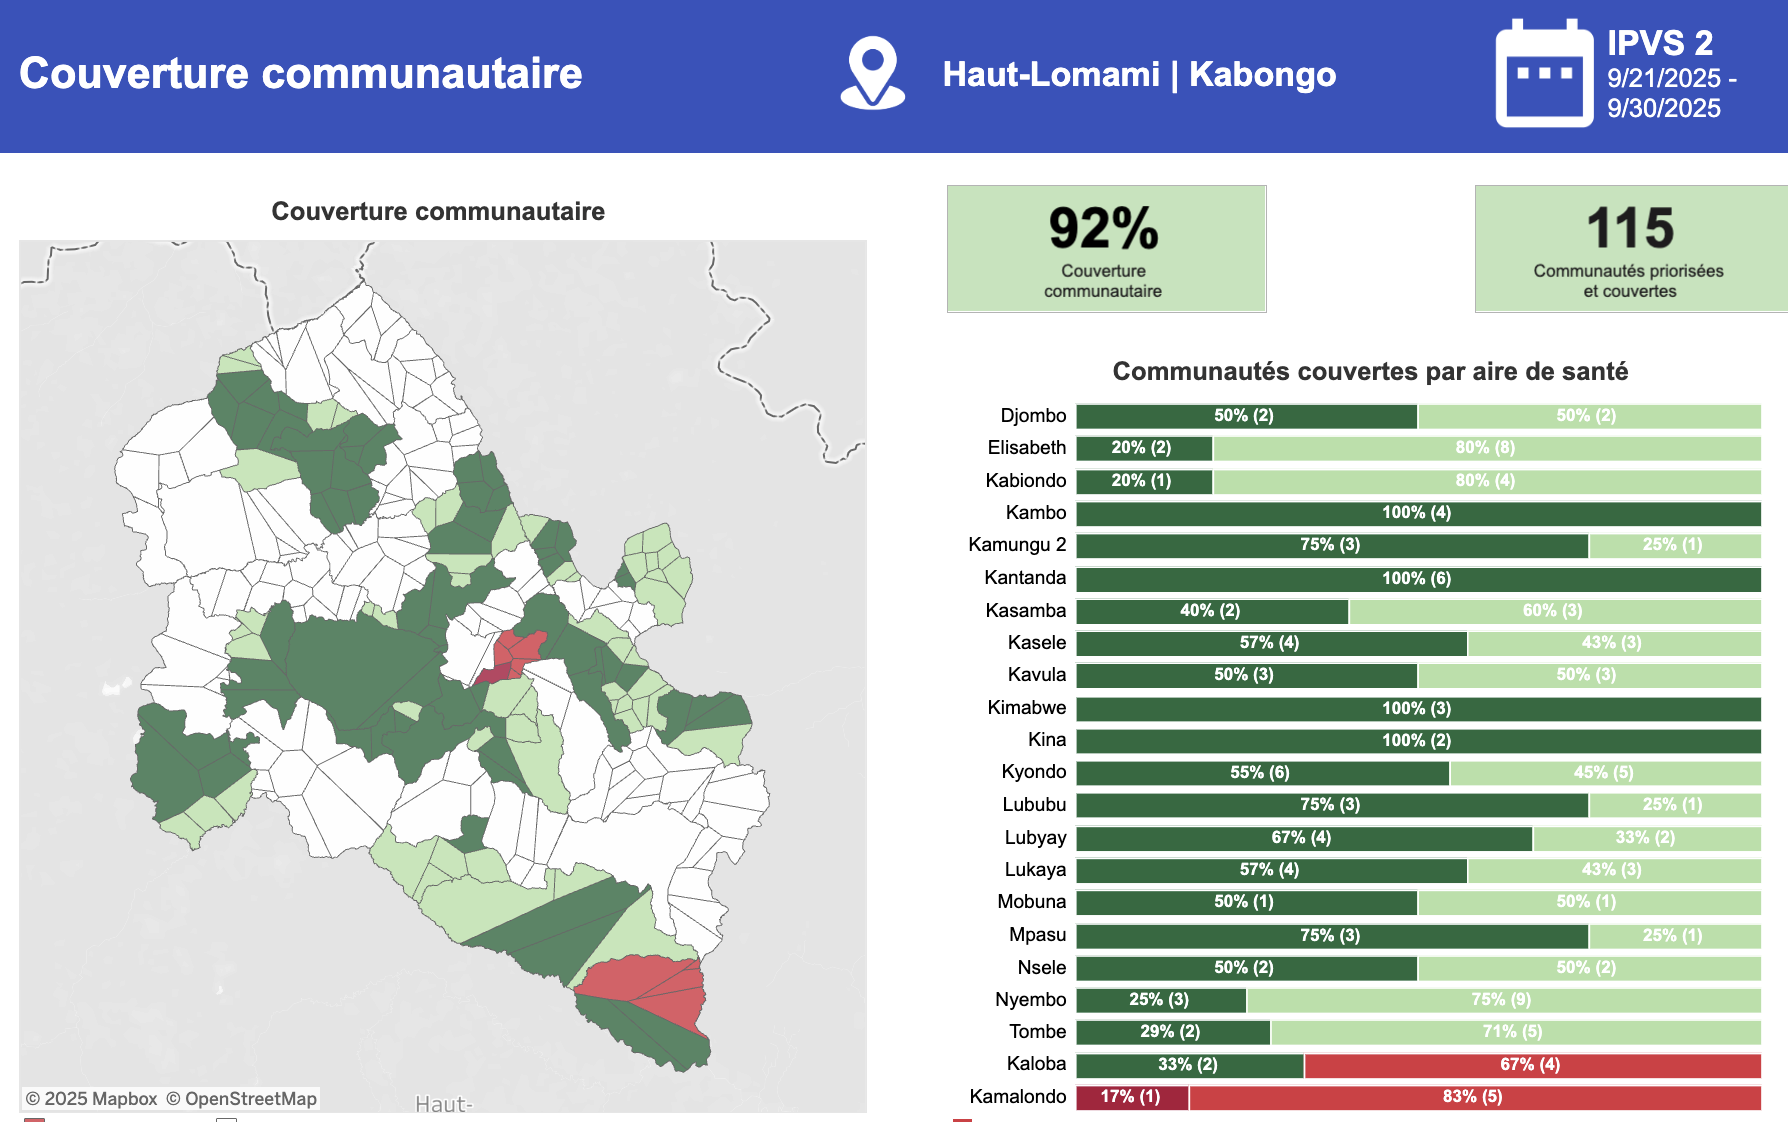 Couverture communautaire
Haut-Lomami | Kabongo
IPVS 2
9/21/2025 -
9/30/2025
Couverture communautaire
© 2025 Mapbox © OpenStreetMap
Haut-
92%
Couverture
communautaire
115
Communautés priorisées
et couvertes
Communautés couvertes par aire de santé
Djombo 50% (2) 50% (2)
Elisabeth 20% (2) 80% (8)
Kabiondo 20% (1) 80% (4)
Kambo 100% (4)
Kamungu 2 75% (3) 25% (1)
Kantanda 100% (6)
Kasamba 40% (2) 60% (3)
Kasele 57% (4) 43% (3)
Kavula 50% (3) 50% (3)
Kimabwe 100% (3)
Kina 100% (2)
Kyondo 55% (6) 45% (5)
Lububu 75% (3) 25% (1)
Lubyay 67% (4) 33% (2)
Lukaya 57% (4) 43% (3)
Mobuna 50% (1) 50% (1)
Mpasu 75% (3) 25% (1)
Nsele 50% (2) 50% (2)
Nyembo 25% (3) 75% (9)
Tombe 29% (2) 71% (5)
Kaloba 33% (2) 67% (4)
Kamalondo 17% (1) 83% (5)